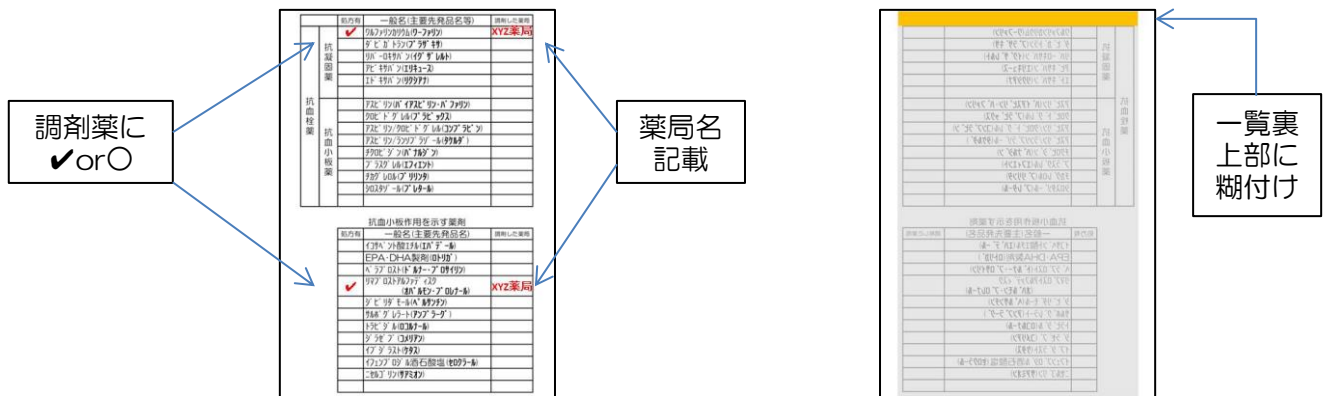 調剤薬に
✔or〇
処方有 一般名(主要先発品名等) 調剤した薬局
抗血栓薬
抗凝固薬
✔ ワルファリンカリウム(ワーファリン) XYZ薬局
ダビガトラン(プラザキサ)
リバーロキサバン(イグザレルト)
アピキサバン(エリキュース)
エドキサバン(リクシアナ)
抗血小板薬
アスピリン(バイアスピリン・バファリン)
クロピドグレル(プラビックス)
アスピリン/クロピドグレル(コンプラビン)
アスピリン/ランソプラゾール(タケルダ)
チクロピジン(パナルジン)
プラスグレル(エフィエント)
チカグレロル(ブリリンタ)
シロスタゾール(プレタール)
抗血小板作用を示す薬剤
処方有 一般名(主要先発品名) 調剤した薬局
イコサペント酸エチル(エパデール)
EPA・DHA製剤(ロトリガ)
ベラプロスト(ドルナー・プロサイリン)
✔ リマプロストアルファデイスク
(オパルモン・プロレナール) XYZ薬局
ジピリダモール(ペルサンチン)
サルポグレラート(アンプラーグ)
トラピジル(ロコルナール)
ジラゼプ(コメリアン)
イブジラスト(ケタス)
イフェンプロジル酒石酸塩(セロクラール)
ニセルゴリン(サアミオン)
薬局名
記載
一覧裏
上部に
糊付け